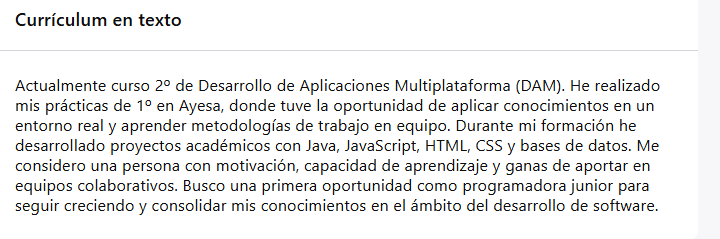 Currículum en texto
Actualmente curso 2º de Desarrollo de Aplicaciones Multiplataforma (DAM). He realizado
mis prácticas de 1º en Ayesa, donde tuve la oportunidad de aplicar conocimientos en un
entorno real y aprender metodologías de trabajo en equipo. Durante mi formación he
desarrollado proyectos académicos con Java, JavaScript, HTML, CSS y bases de datos. Me
considero una persona con motivación, capacidad de aprendizaje y ganas de aportar en
equipos colaborativos. Busco una primera oportunidad como programadora junior para
seguir creciendo y consolidar mis conocimientos en el ámbito del desarrollo de software.